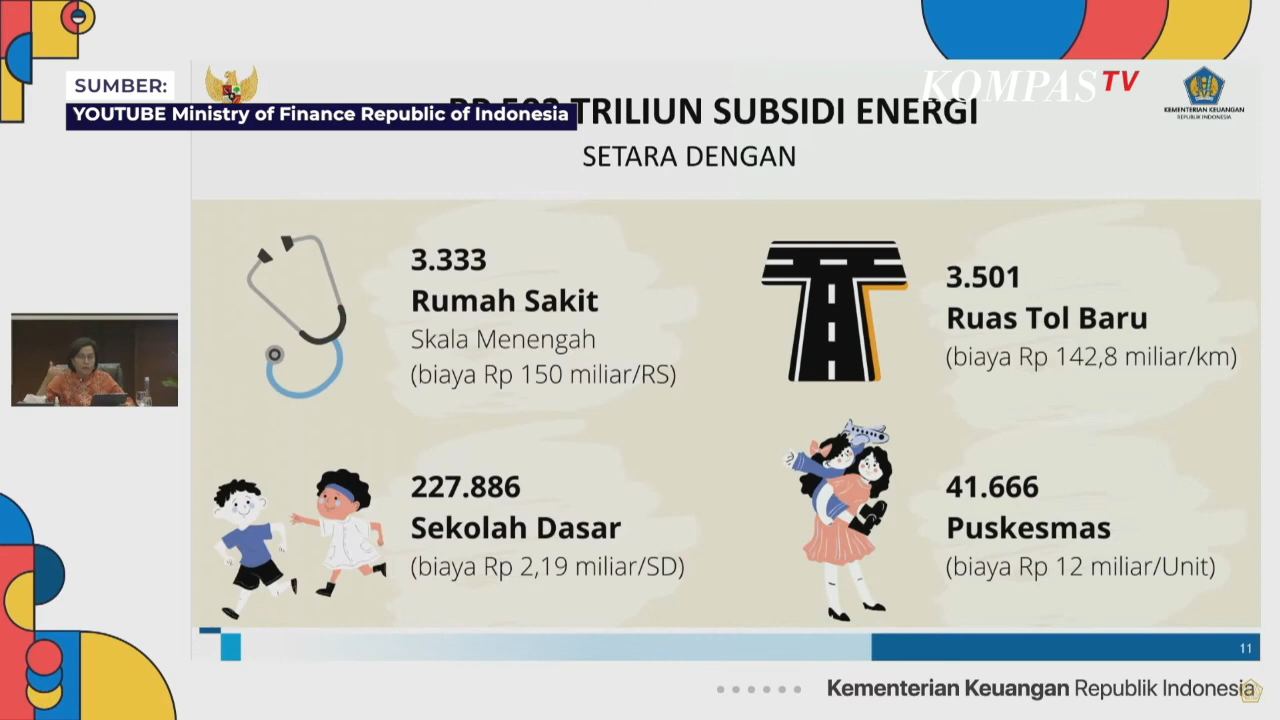 SUMBER:
YOUTUBE Ministry of Finance Republic of Indonesia
KOMPAS TV
KEMENTERIAN KEUANGAN
REPUBLIK INDONESIA
TRILIUN SUBSIDI ENERGI
SETARA DENGAN
3.333
Rumah Sakit
Skala Menengah
(biaya Rp 150 miliar/RS)
3.501
Ruas Tol Baru
(biaya Rp 142,8 miliar/km)
227.886
Sekolah Dasar
(biaya Rp 2,19 miliar/SD)
41.666
Puskesmas
(biaya Rp 12 miliar/Unit)
11
Kementerian Keuangan Republik Indonesia